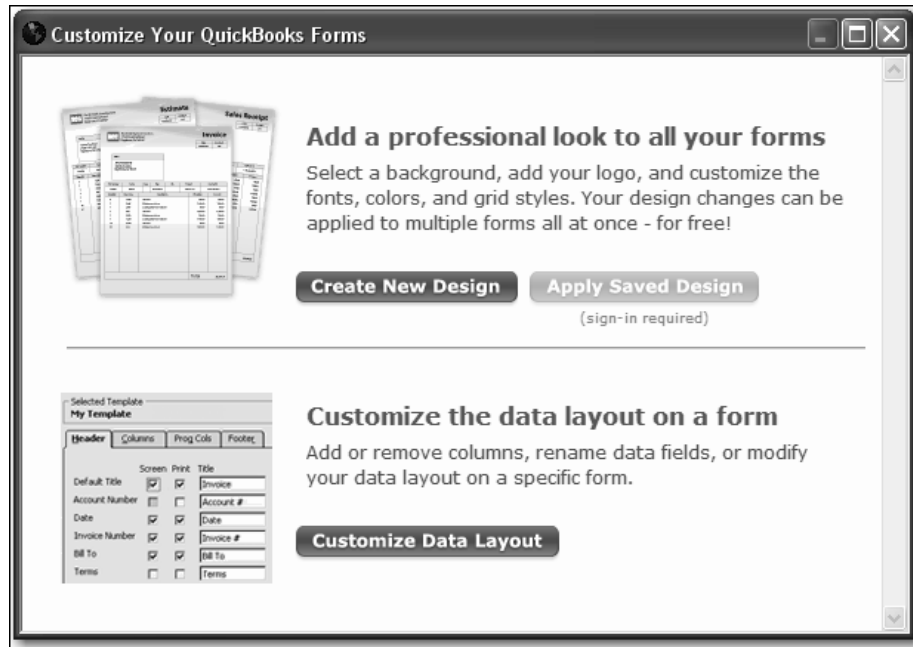 Customize Your QuickBooks Forms
Estimate
Sales Receipt
Invoice
Add a professional look to all your forms
Select a background, add your logo, and customize the
fonts, colors, and grid styles. Your design changes can be
applied to multiple forms all at once - for free!
Create New Design
Apply Saved Design
(sign-in required)
Selected Template
My Template
Header Columns Prog Cols Footer
Screen Print Title
Default Title Invoice
Account Number Account #
Date Date
Invoice Number Invoice #
Bill To Bill To
Terms Terms
Customize the data layout on a form
Add or remove columns, rename data fields, or modify
your data layout on a specific form.
Customize Data Layout